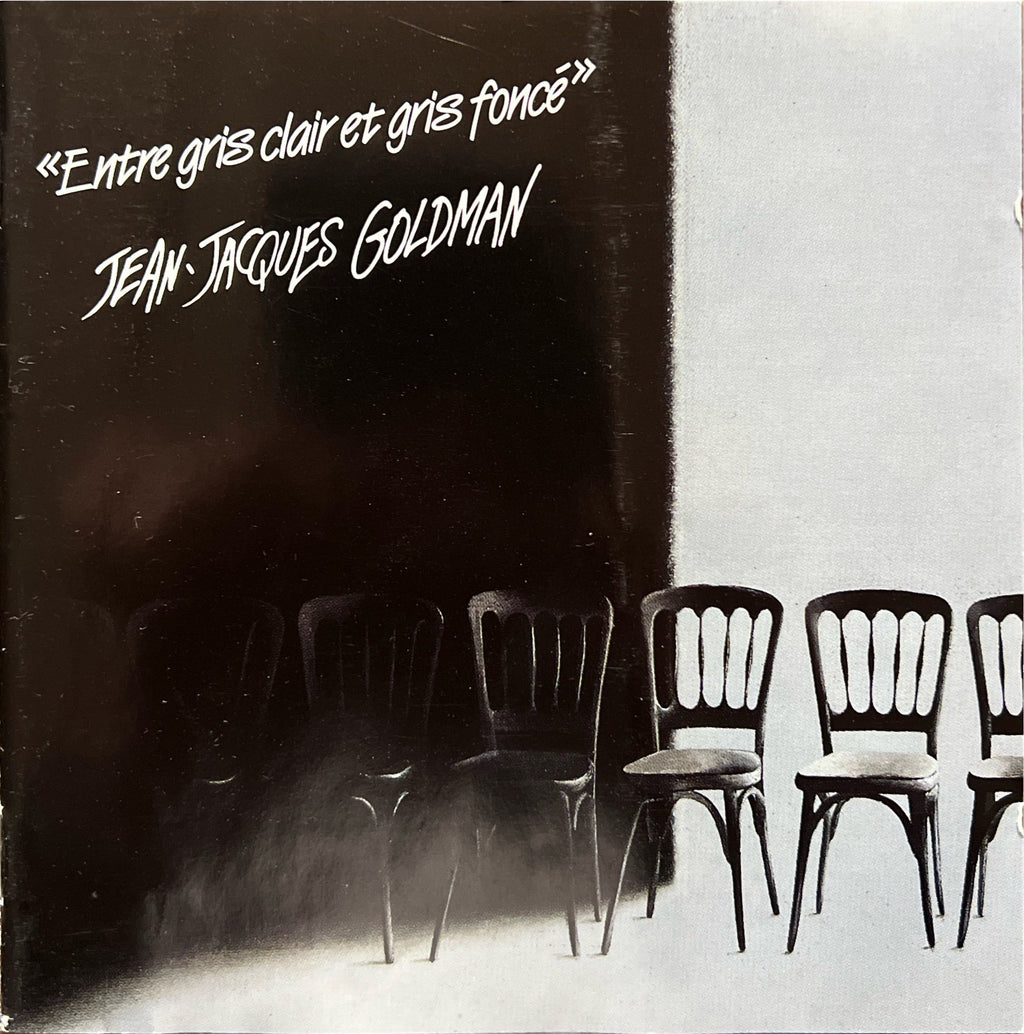 «Entre gris clair et gris foncé»
JEAN-JACQUES GOLDMAN